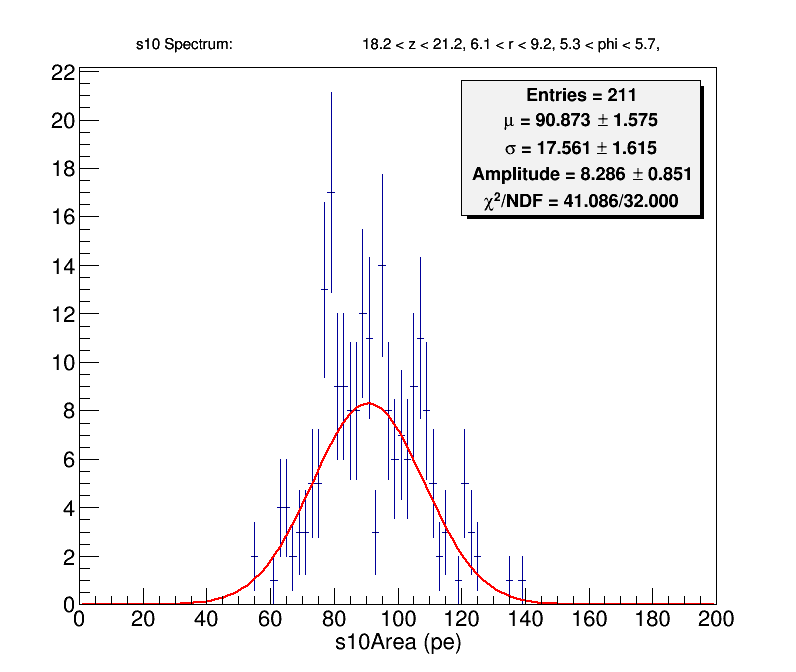 s10 Spectrum: 18.2 < z < 21.2, 6.1 < r < 9.2, 5.3 < phi < 5.7,
Entries = 211
μ = 90.873 ± 1.575
σ = 17.561 ± 1.615
Amplitude = 8.286 ± 0.851
χ²/NDF = 41.086/32.000
22
20
18
16
14
12
10
8
6
4
2
0
0 20 40 60 80 100 120 140 160 180 200
s10Area (pe)